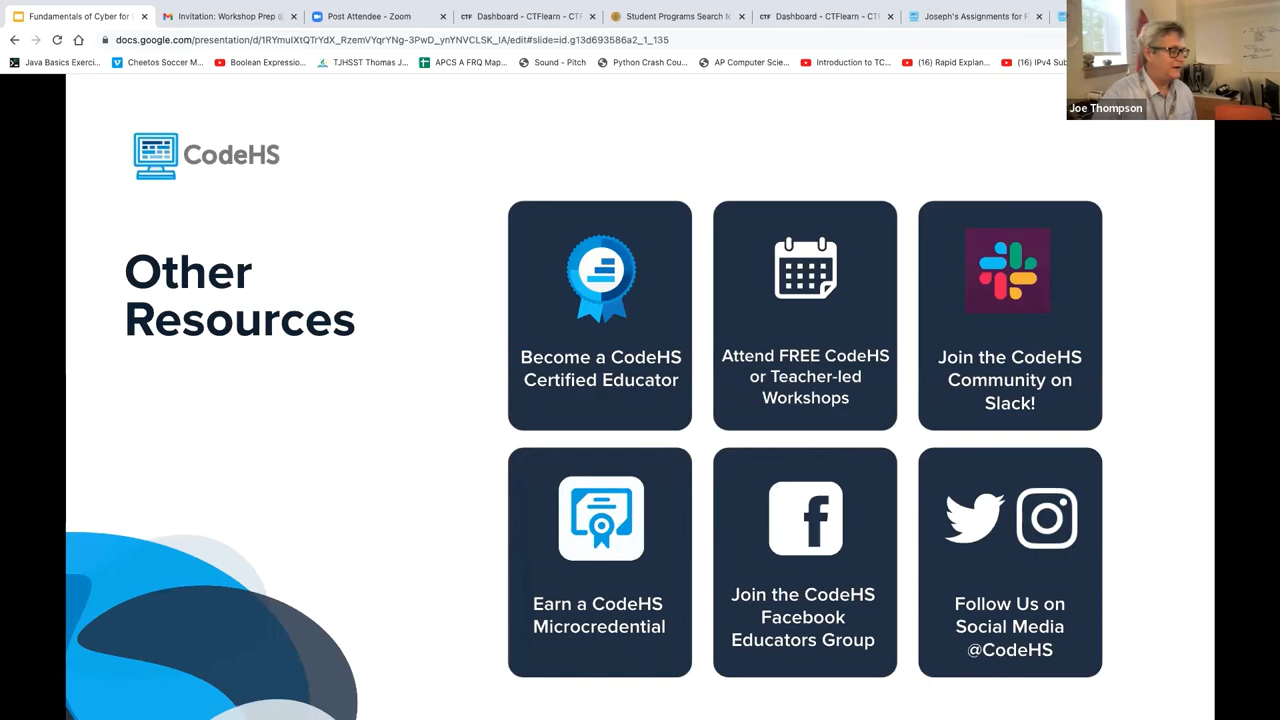 Fundamentals of Cyber for
Invitation: Workshop Prep @
Post Attendee - Zoom
CTF Dashboard - CTFlearn - CTF
Student Programs Search fo
CTF Dashboard - CTFlearn - CTF
Joseph's Assignments for F
docs.google.com/presentation/d/
edit#slide=id.g13d693586a2_1_135
Java Basics Exerci...
Cheetos Soccer M...
Boolean Expressio...
TJHSST Thomas J...
APCS A FRQ Map...
Sound - Pitch
Python Crash Cou...
AP Computer Scie...
Introduction to TC...
(16) Rapid Explan...
(16) IPv4 Sub
Joe Thompson
CodeHS
Other
Resources
Become a CodeHS
Certified Educator
Attend FREE CodeHS
or Teacher-led
Workshops
Join the CodeHS
Community on
Slack!
Earn a CodeHS
Microcredential
Join the CodeHS
Facebook
Educators Group
Follow Us on
Social Media
@CodeHS